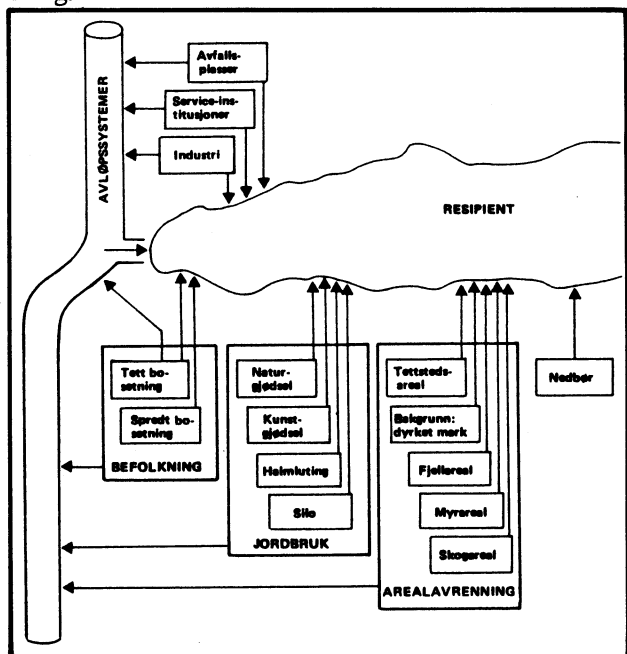 Avfalls-
plasser
Service-ins-
titusjoner
Industri
AVLØPSSYSTEMER
RESIPIENT
Tett bo-
setning
Spredt bo-
setning
BEFOLKNING
Natur-
gjødsel
Kunst-
gjødsel
Halmluting
Silo
JORDBRUK
Tettsteds-
areal
Bakgrunn:
dyrket mark
Fjellareal
Myrareal
Skogareal
AREALAVRENNING
Nedbør